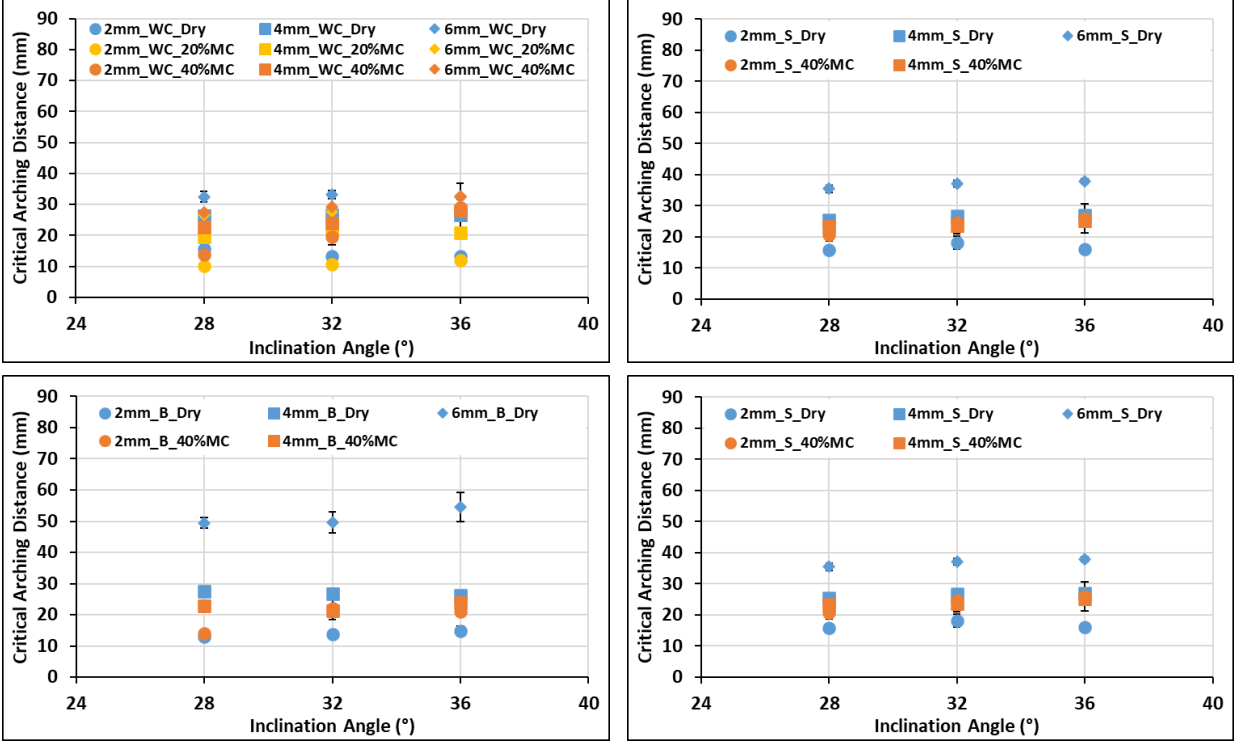 90
80
70
60
50
40
30
20
10
0
Critical Arching Distance (mm)
2mm_WC_Dry 4mm_WC_Dry 6mm_WC_Dry
2mm_WC_20%MC 4mm_WC_20%MC 6mm_WC_20%MC
2mm_WC_40%MC 4mm_WC_40%MC 6mm_WC_40%MC
24 28 32 36 40
Inclination Angle (°)
90
80
70
60
50
40
30
20
10
0
Critical Arching Distance (mm)
2mm_S_Dry 4mm_S_Dry 6mm_S_Dry
2mm_S_40%MC 4mm_S_40%MC
24 28 32 36 40
Inclination Angle (°)
90
80
70
60
50
40
30
20
10
0
Critical Arching Distance (mm)
2mm_B_Dry 4mm_B_Dry 6mm_B_Dry
2mm_B_40%MC 4mm_B_40%MC
24 28 32 36 40
Inclination Angle (°)
90
80
70
60
50
40
30
20
10
0
Critical Arching Distance (mm)
2mm_S_Dry 4mm_S_Dry 6mm_S_Dry
2mm_S_40%MC 4mm_S_40%MC
24 28 32 36 40
Inclination Angle (°)